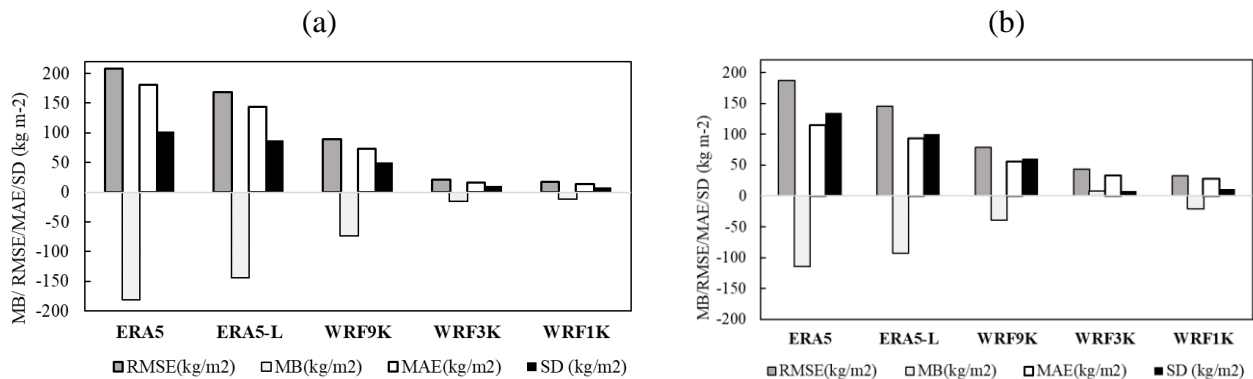 (a)
(b)
MB/ RMSE/MAE/SD (kg m-2)
200
150
100
50
0
-50
-100
-150
-200
ERA5 ERA5-L WRF9K WRF3K WRF1K
RMSE(kg/m2) MB(kg/m2) MAE(kg/m2) SD (kg/m2)
MB/RMSE/MAE/SD (kg m-2)
200
150
100
50
0
-50
-100
-150
-200
ERA5 ERA5-L WRF9K WRF3K WRF1K
RMSE(kg/m2) MB(kg/m2) MAE(kg/m2) SD (kg/m2)